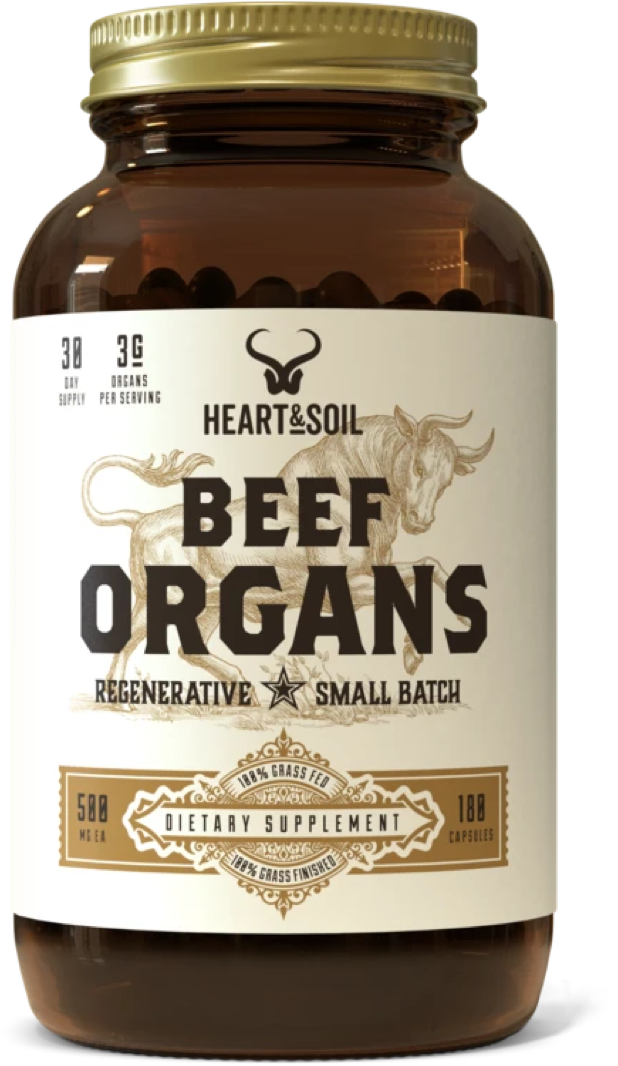 30
DAY
SUPPLY
3G
ORGANS
PER SERVING
HEART&SOIL
BEEF
ORGANS
REGENERATIVE ★ SMALL BATCH
100% GRASS FED
500
MG EA
DIETARY SUPPLEMENT
180
CAPSULES
100% GRASS FINISHED